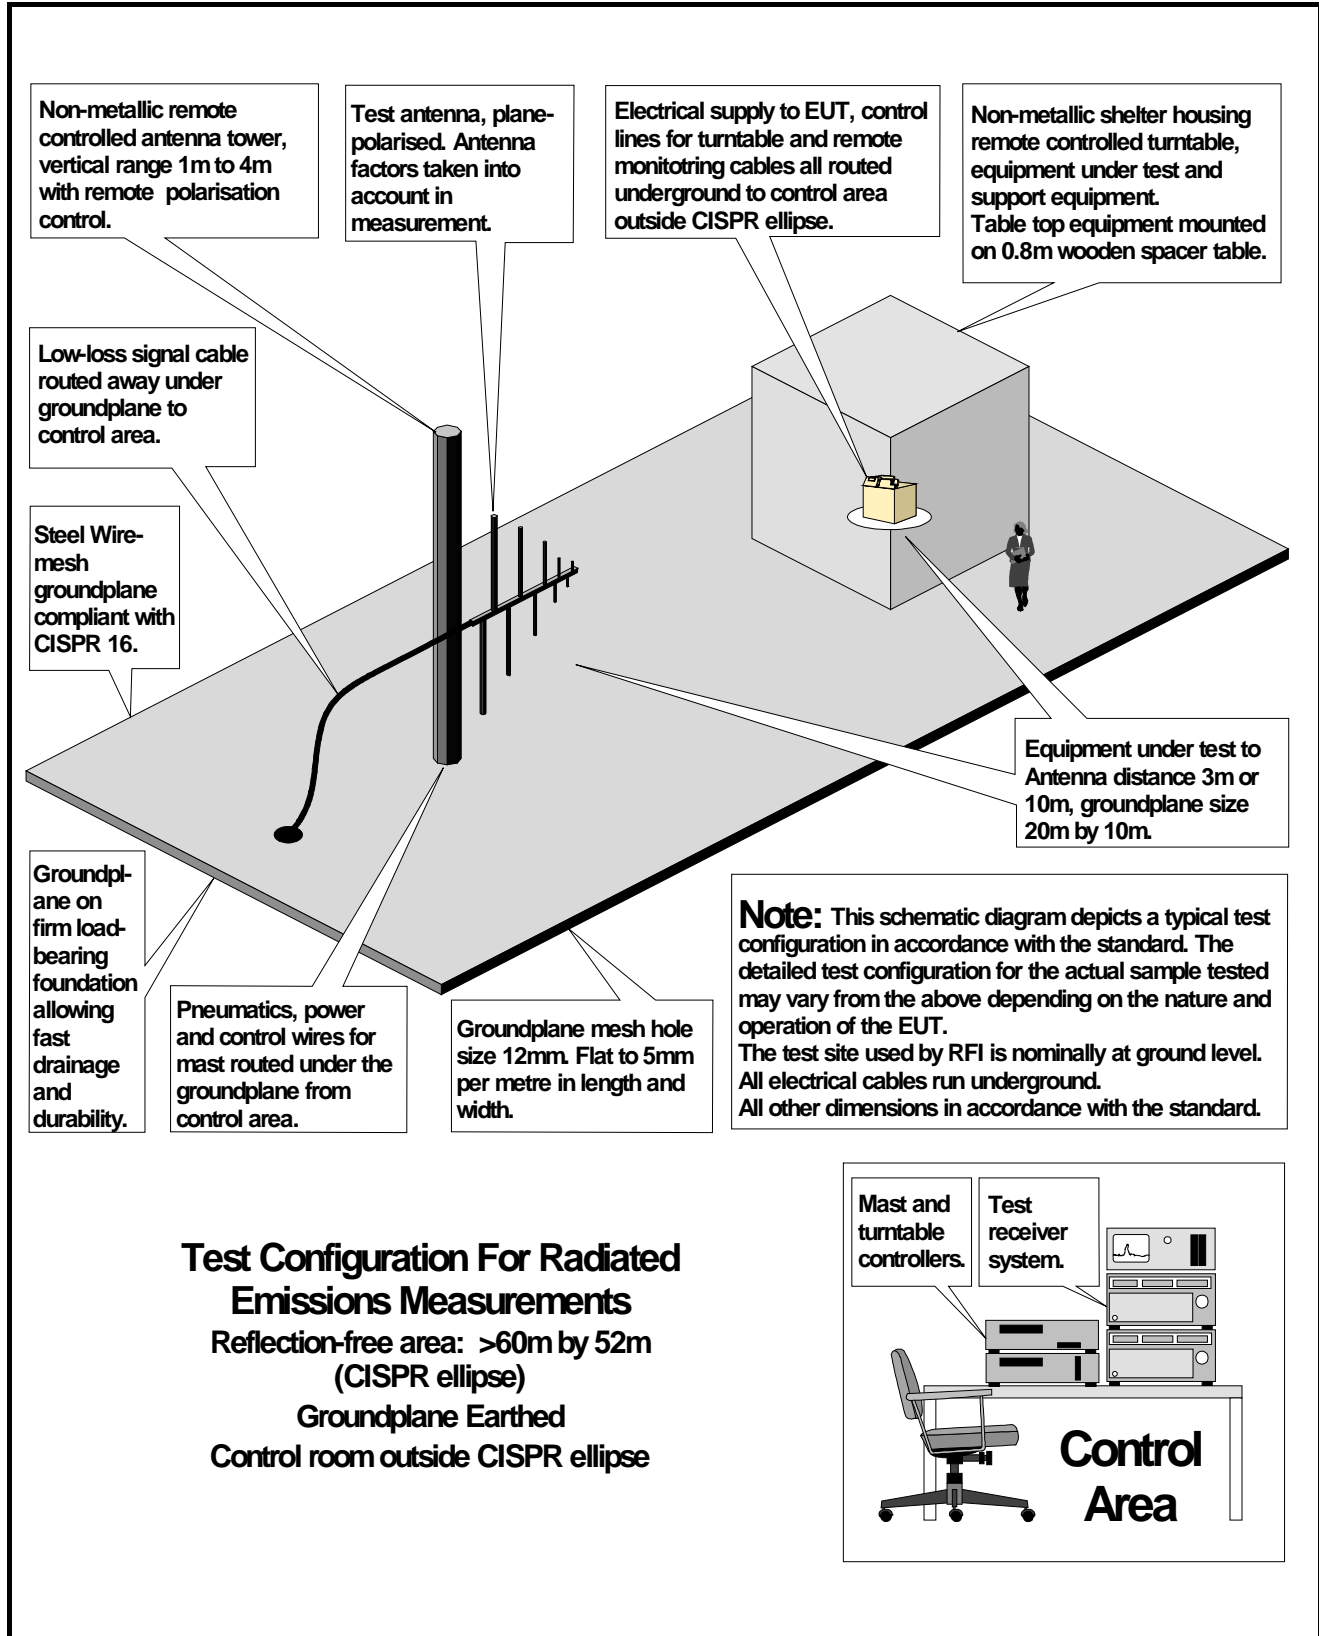 Non-metallic remote
controlled antenna tower,
vertical range 1m to 4m
with remote polarisation
control.
Test antenna, plane-
polarised. Antenna
factors taken into
account in
measurement.
Electrical supply to EUT, control
lines for turntable and remote
monitotring cables all routed
underground to control area
outside CISPR ellipse.
Non-metallic shelter housing
remote controlled turntable,
equipment under test and
support equipment.
Table top equipment mounted
on 0.8m wooden spacer table.
Low-loss signal cable
routed away under
groundplane to
control area.
Steel Wire-
mesh
groundplane
compliant with
CISPR 16.
Equipment under test to
Antenna distance 3m or
10m, groundplane size
20m by 10m.
Groundpl-
ane on
firm load-
bearing
foundation
allowing
fast
drainage
and
durability.
Pneumatics, power
and control wires for
mast routed under the
groundplane from
control area.
Groundplane mesh hole
size 12mm. Flat to 5mm
per metre in length and
width.
Note: This schematic diagram depicts a typical test
configuration in accordance with the standard. The
detailed test configuration for the actual sample tested
may vary from the above depending on the nature and
operation of the EUT.
The test site used by RFI is nominally at ground level.
All electrical cables run underground.
All other dimensions in accordance with the standard.
Test Configuration For Radiated
Emissions Measurements
Reflection-free area: >60m by 52m
(CISPR ellipse)
Groundplane Earthed
Control room outside CISPR ellipse
Mast and
turntable
controllers.
Test
receiver
system.
Control
Area